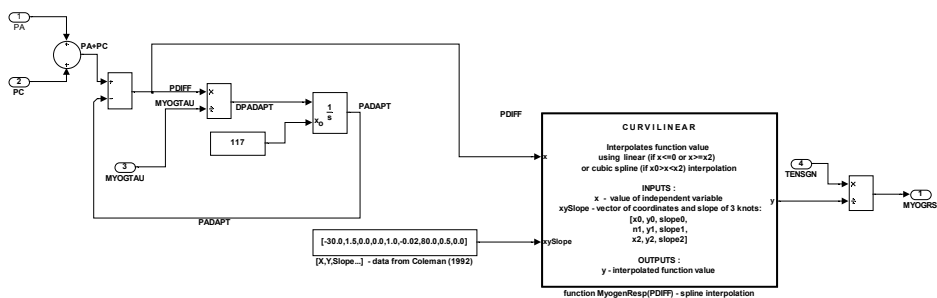 1
PA
+
+
PA+PC
2
PC
+
-
PDIFF
MYOGTAU
×
÷
DPADAPT
1
s
xo
PADAPT
117
3
MYOGTAU
PADAPT
PDIFF
CURVILINEAR
Interpolates function value
using linear (if x<=0 or x>=x2)
or cubic spline (if x0>x<x2) interpolation
INPUTS :
x - value of independent variable
xySlope - vector of coordinates and slope of 3 knots:
[x0, y0, slope0,
n1, y1, slope1,
x2, y2, slope2]
OUTPUTS :
y - interpolated function value
x
xySlope
y
function MyogenResp(PDIFF) - spline interpolation
[-30.0,1.5,0.0,0.0,1.0,-0.02,80.0,0.5,0.0]
[X,Y,Slope...] - data from Coleman (1992)
4
TENSGN
×
÷
1
MYOGRS